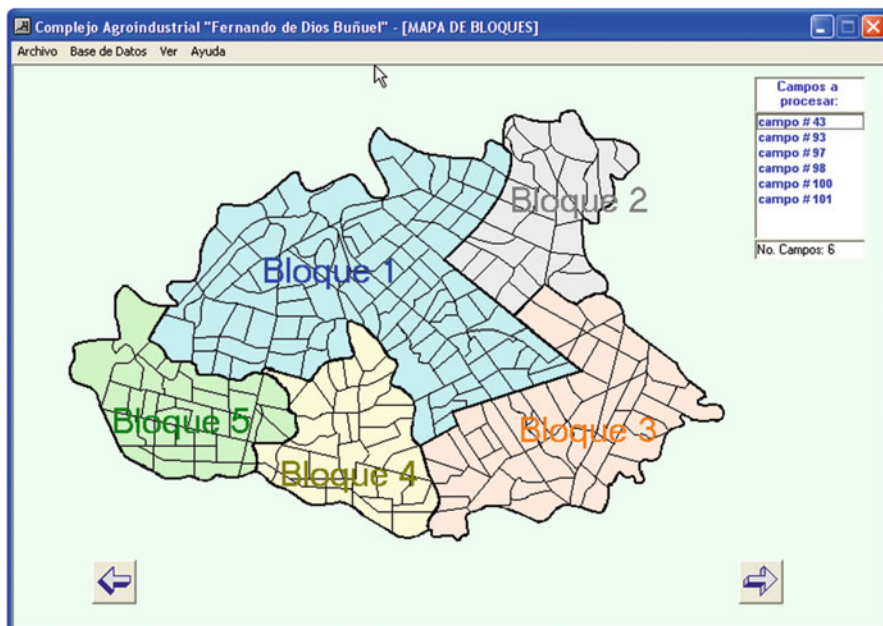 Complejo Agroindustrial "Fernando de Dios Buñuel" - [MAPA DE BLOQUES]
Archivo Base de Datos Ver Ayuda
Campos a
procesar:
campo # 43
campo # 93
campo # 97
campo # 98
campo # 100
campo # 101
No. Campos: 6
Bloque 2
Bloque 1
Bloque 5
Bloque 3
Bloque 4